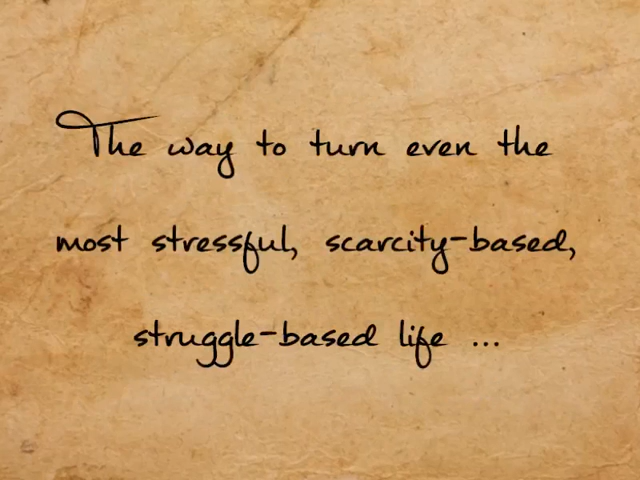 The way to turn even the
most stressful, scarcity-based,
struggle-based life ...